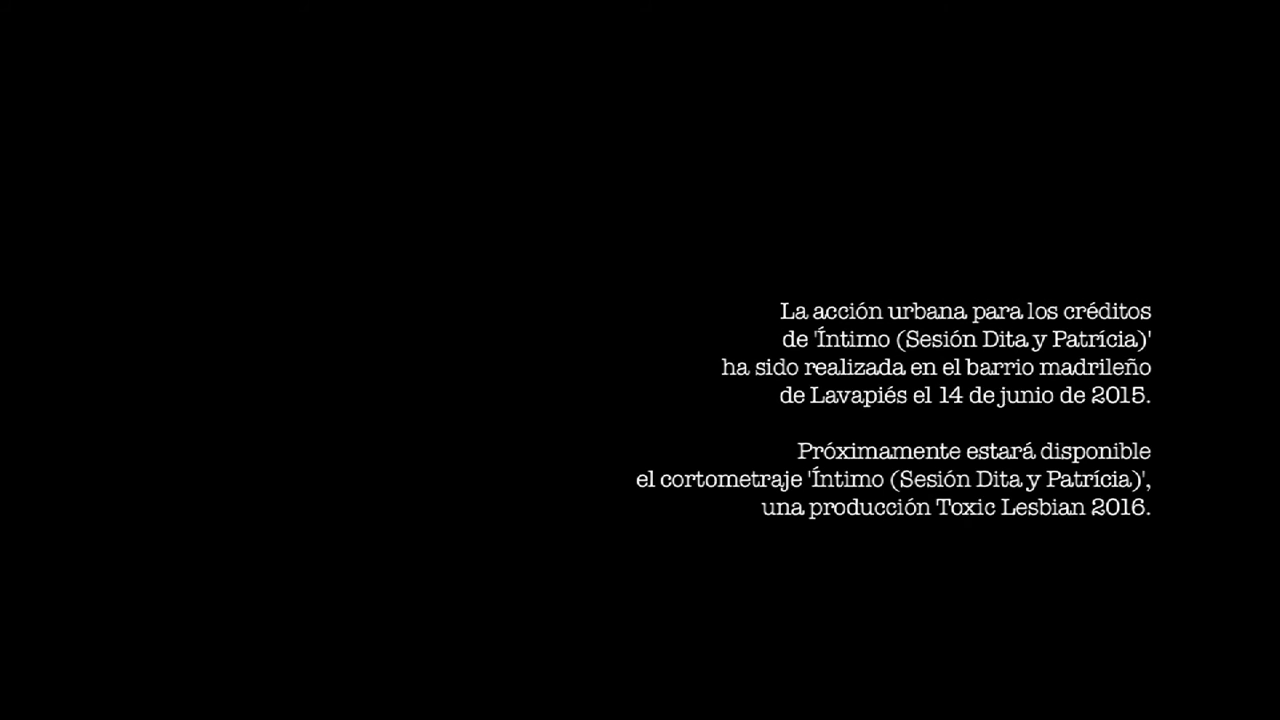 La acción urbana para los créditos
de 'Íntimo (Sesión Dita y Patrícia)'
ha sido realizada en el barrio madrileño
de Lavapiés el 14 de junio de 2015.
Próximamente estará disponible
el cortometraje 'Íntimo (Sesión Dita y Patrícia)',
una producción Toxic Lesbian 2016.